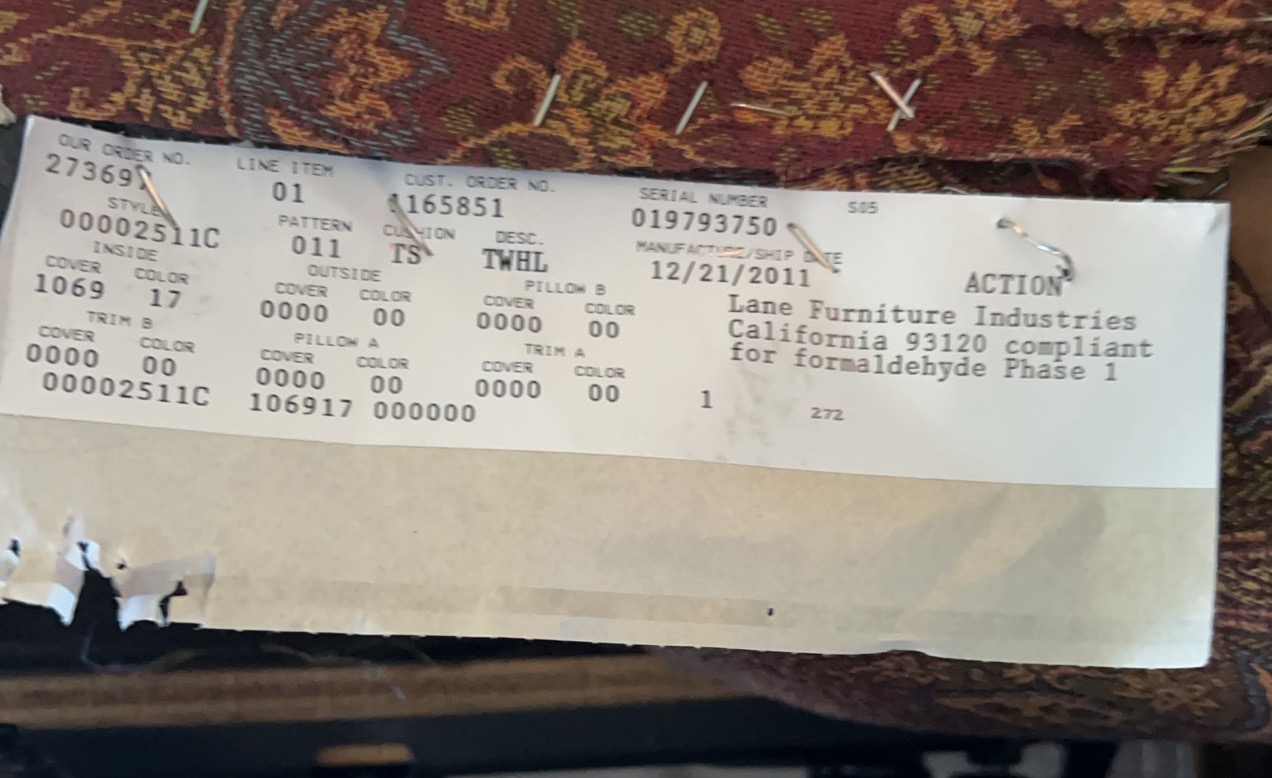 OUR ORDER NO. LINE ITEM CUST. ORDER NO. SERIAL NUMBER S05
01 1165851 019793750
STYLE PATTERN CUSHION DESC. MANUFACTURE/SHIP DATE
00002511C 011 TS TWHL 12/21/2011 ACTION
INSIDE OUTSIDE PILLOW B
COVER COLOR COVER COLOR COVER COLOR
1069 17 0000 00 0000 00
Lane Furniture Industries
California 93120 compliant
for formaldehyde Phase 1
TRIM B PILLOW A TRIM A
COVER COLOR COVER COLOR COVER COLOR
0000 00 0000 00 0000 00
00002511C 106917 000000 1 272